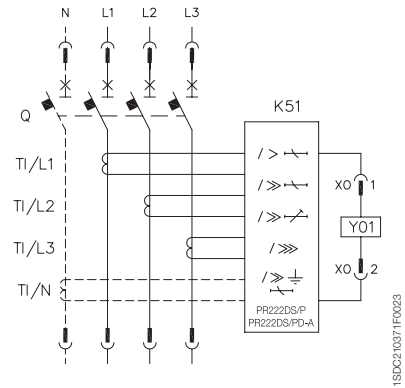 N L1 L2 L3
Q
K51
TI/L1
TI/L2
TI/L3
TI/N
/ >
/ >>
/ >>
/ >>>
/ >>
X0 1
Y01
X0 2
PR222DS/P
PR222DS/PD-A
1SDC210371F0023